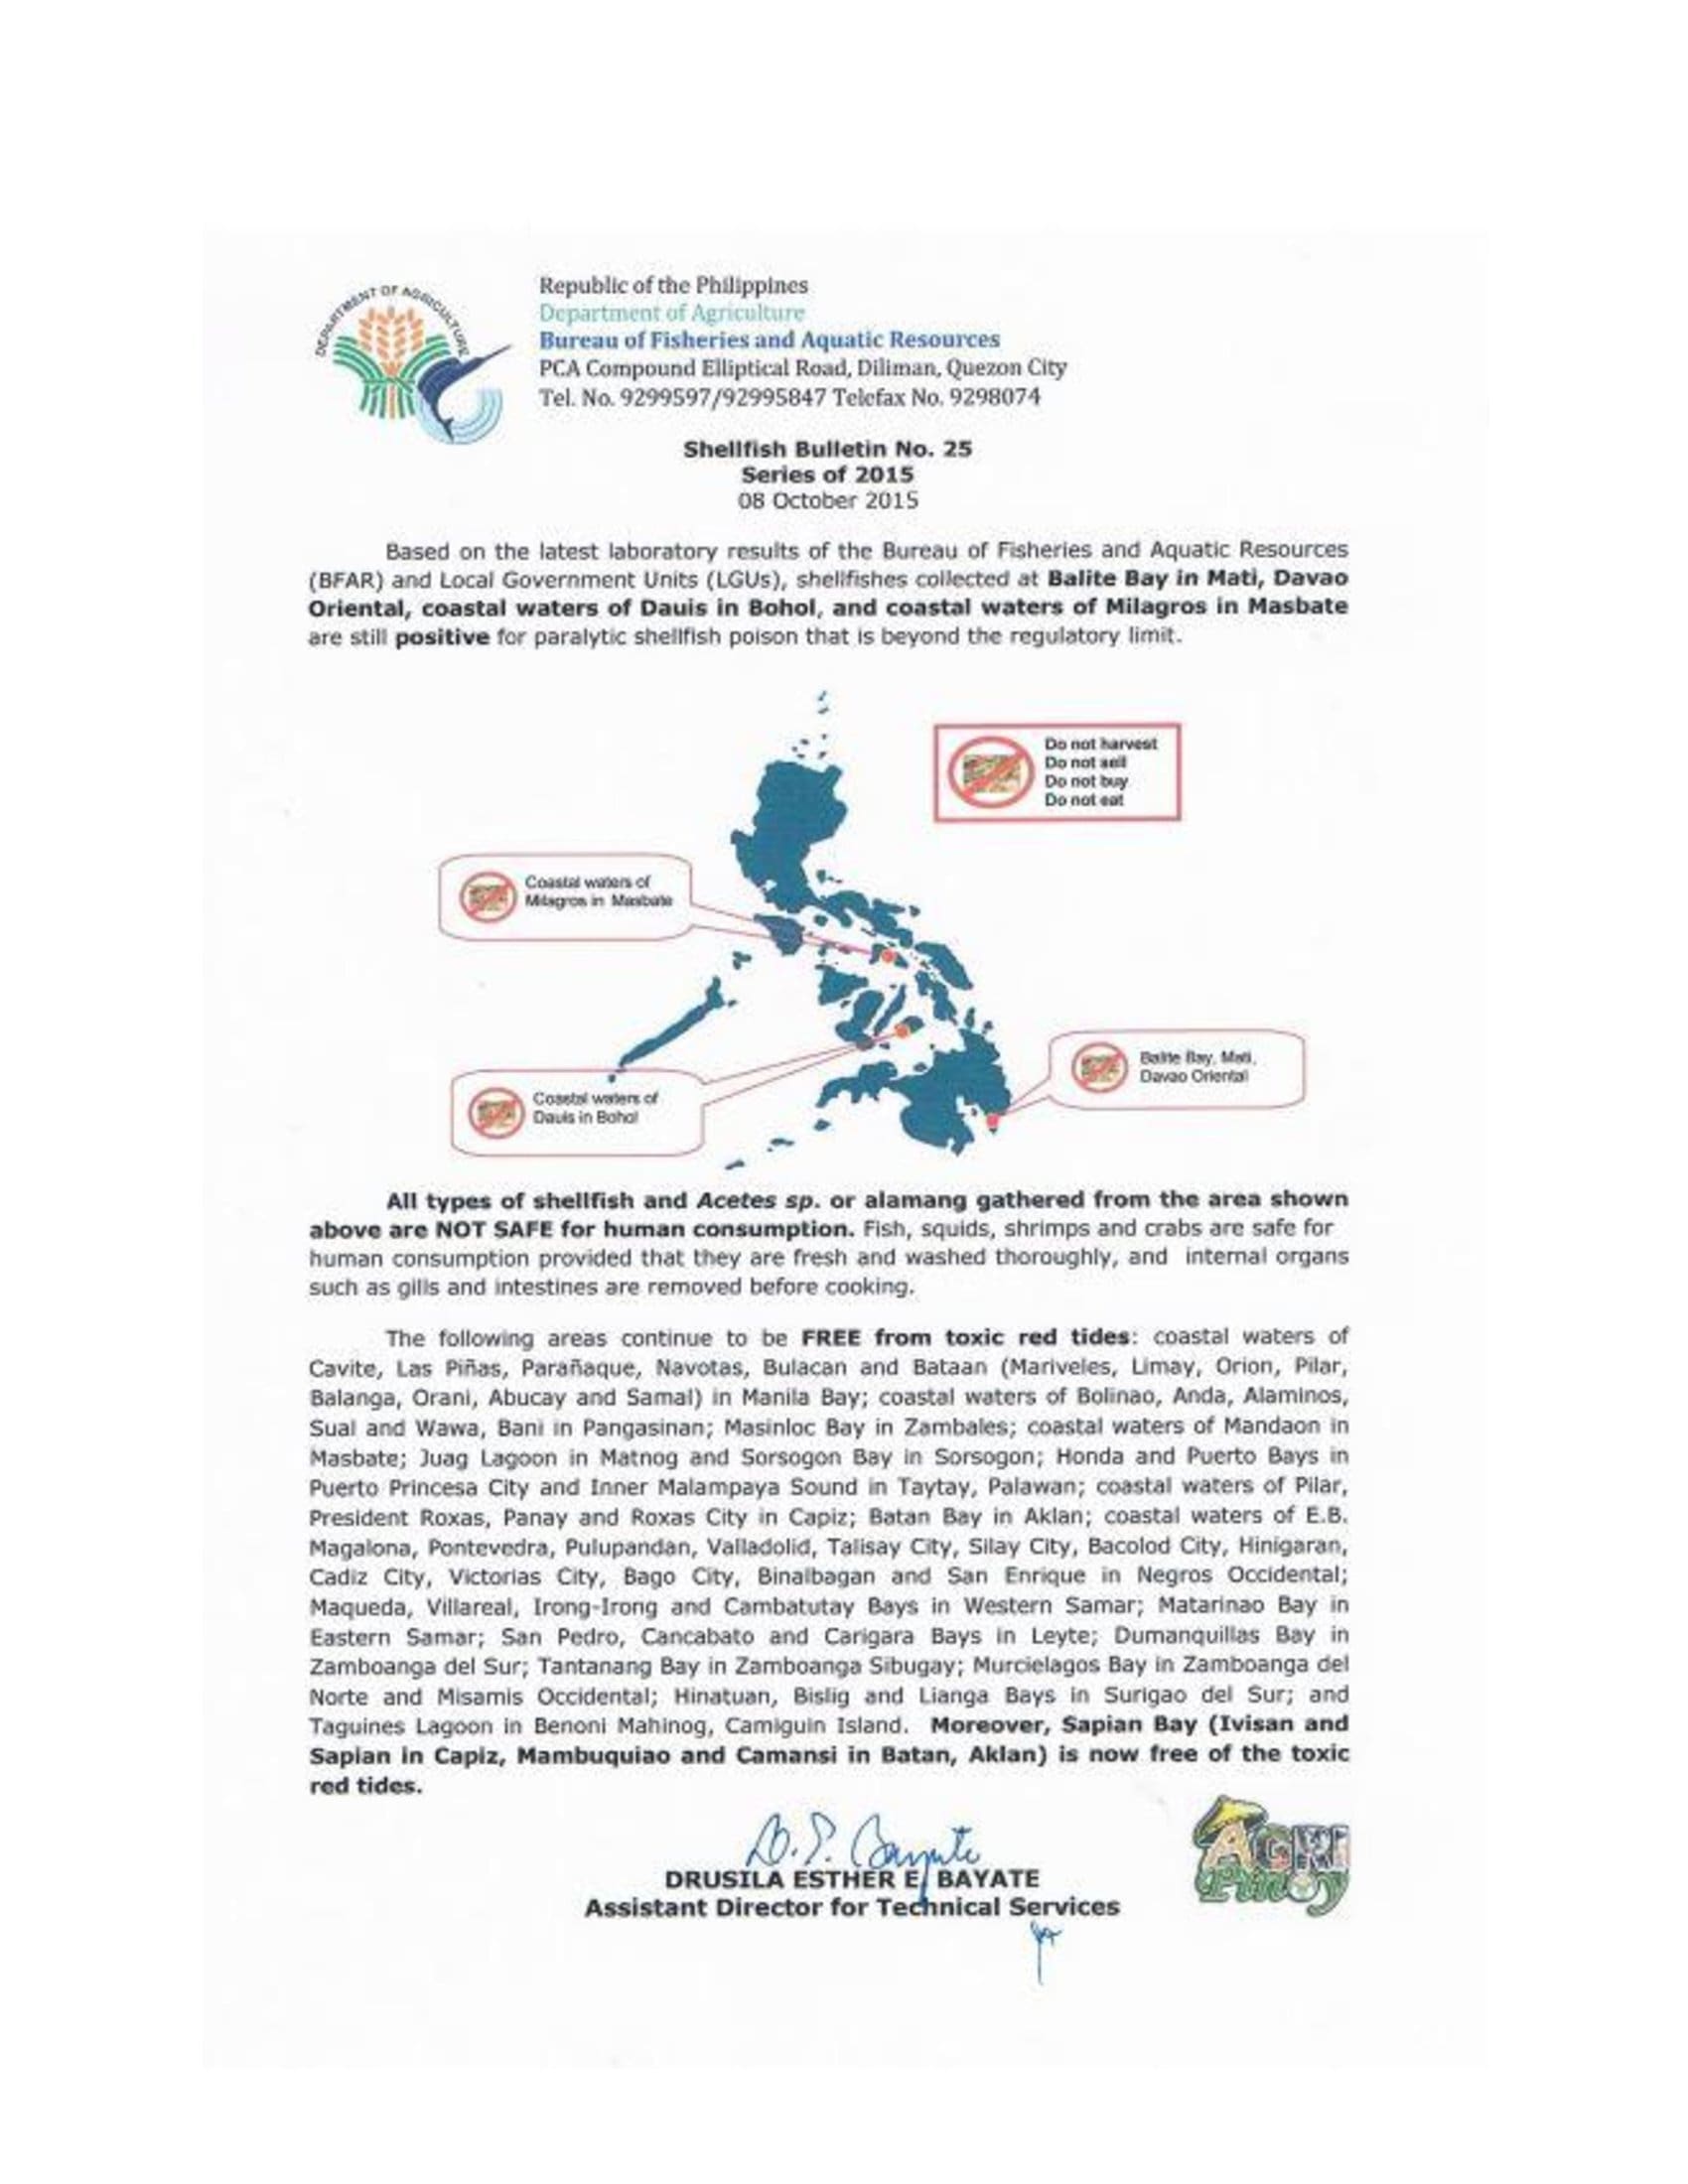 DEPARTMENT OF AGRICULTURE
Republic of the Philippines
Department of Agriculture
Bureau of Fisheries and Aquatic Resources
PCA Compound Elliptical Road, Diliman, Quezon City
Tel. No. 9299597/92995847 Telefax No. 9298074
Shellfish Bulletin No. 25
Series of 2015
08 October 2015
Based on the latest laboratory results of the Bureau of Fisheries and Aquatic Resources
(BFAR) and Local Government Units (LGUs), shellfishes collected at Balite Bay in Mati, Davao
Oriental, coastal waters of Dauis in Bohol, and coastal waters of Milagros in Masbate
are still positive for paralytic shellfish poison that is beyond the regulatory limit.
Do not harvest
Do not sell
Do not buy
Do not eat
Coastal waters of
Milagros in Masbate
Balite Bay, Mati,
Davao Oriental
Coastal waters of
Dauis in Bohol
All types of shellfish and Acetes sp. or alamang gathered from the area shown
above are NOT SAFE for human consumption. Fish, squids, shrimps and crabs are safe for
human consumption provided that they are fresh and washed thoroughly, and internal organs
such as gills and intestines are removed before cooking.
The following areas continue to be FREE from toxic red tides: coastal waters of
Cavite, Las Piñas, Parañaque, Navotas, Bulacan and Bataan (Mariveles, Limay, Orion, Pilar,
Balanga, Orani, Abucay and Samal) in Manila Bay; coastal waters of Bolinao, Anda, Alaminos,
Sual and Wawa, Bani in Pangasinan; Masinloc Bay in Zambales; coastal waters of Mandaon in
Masbate; Juag Lagoon in Matnog and Sorsogon Bay in Sorsogon; Honda and Puerto Bays in
Puerto Princesa City and Inner Malampaya Sound in Taytay, Palawan; coastal waters of Pilar,
President Roxas, Panay and Roxas City in Capiz; Batan Bay in Aklan; coastal waters of E.B.
Magalona, Pontevedra, Pulupandan, Valladolid, Talisay City, Silay City, Bacolod City, Hinigaran,
Cadiz City, Victorias City, Bago City, Binalbagan and San Enrique in Negros Occidental;
Maqueda, Villareal, Irong-Irong and Cambatutay Bays in Western Samar; Matarinao Bay in
Eastern Samar; San Pedro, Cancabato and Carigara Bays in Leyte; Dumanquillas Bay in
Zamboanga del Sur; Tantanang Bay in Zamboanga Sibugay; Murcielagos Bay in Zamboanga del
Norte and Misamis Occidental; Hinatuan, Bislig and Lianga Bays in Surigao del Sur; and
Taguines Lagoon in Benoni Mahinog, Camiguin Island. Moreover, Sapian Bay (Ivisan and
Sapian in Capiz, Mambuquiao and Camansi in Batan, Aklan) is now free of the toxic
red tides.
D.E. Bayate
DRUSILA ESTHER E. BAYATE
Assistant Director for Technical Services
AGRI
Pinoy